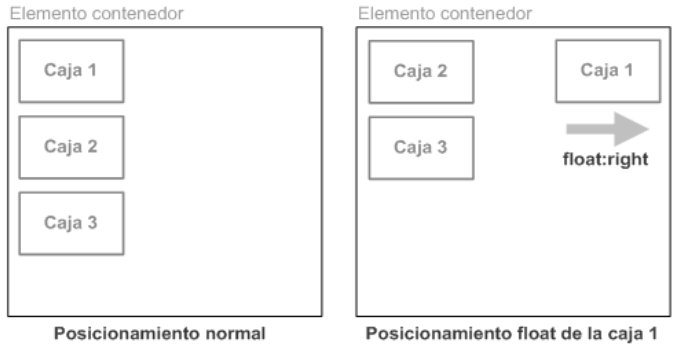 Elemento contenedor
Caja 1
Caja 2
Caja 3
Posicionamiento normal
Elemento contenedor
Caja 2
Caja 1
Caja 3
float:right
Posicionamiento float de la caja 1